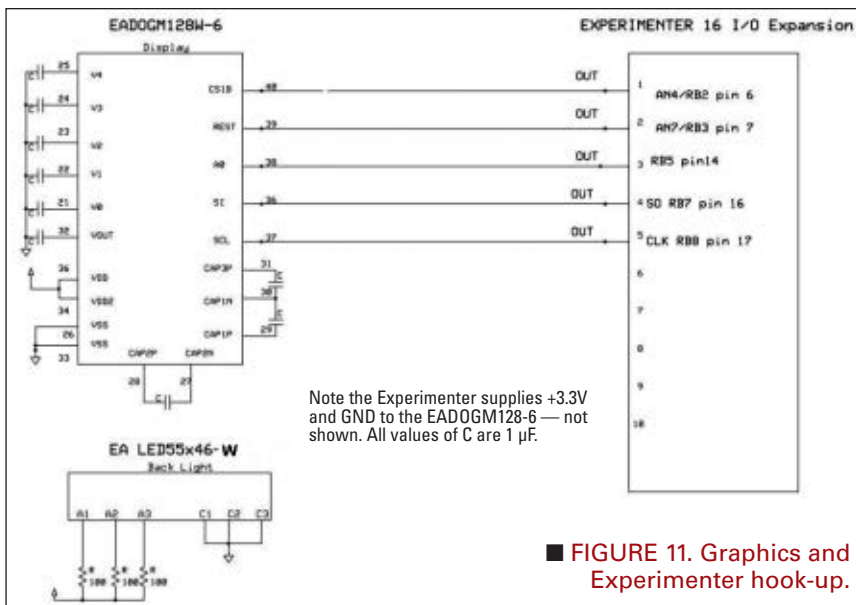 EADOGM128W-6
Display
EXPERIMENTER 16 I/O Expansion
25
C
V4
24
C
V3
23
C
V2
22
C
V1
21
C
V0
32
C
VOUT
36
VDD
VDD2
34
VSS
26
VSS
33
CS1B
40
REST
39
A0
38
SI
36
SCL
37
CAP3P
31
CAP1N
30
CAP1P
29
CAP2P
CAP2N
28
27
C
OUT
1
AN4/RB2 pin 6
OUT
2
AN7/RB3 pin 7
OUT
3
RB5 pin14
OUT
4
SO RB7 pin 16
OUT
5
CLK RB8 pin 17
6
7
8
9
10
Note the Experimenter supplies +3.3V
and GND to the EADOGM128-6 — not
shown. All values of C are 1 µF.
EA LED55x46-W
Back Light
A1 A2 A3 C1 C2 C3
R R R
100 100 100
■ FIGURE 11. Graphics and
Experimenter hook-up.